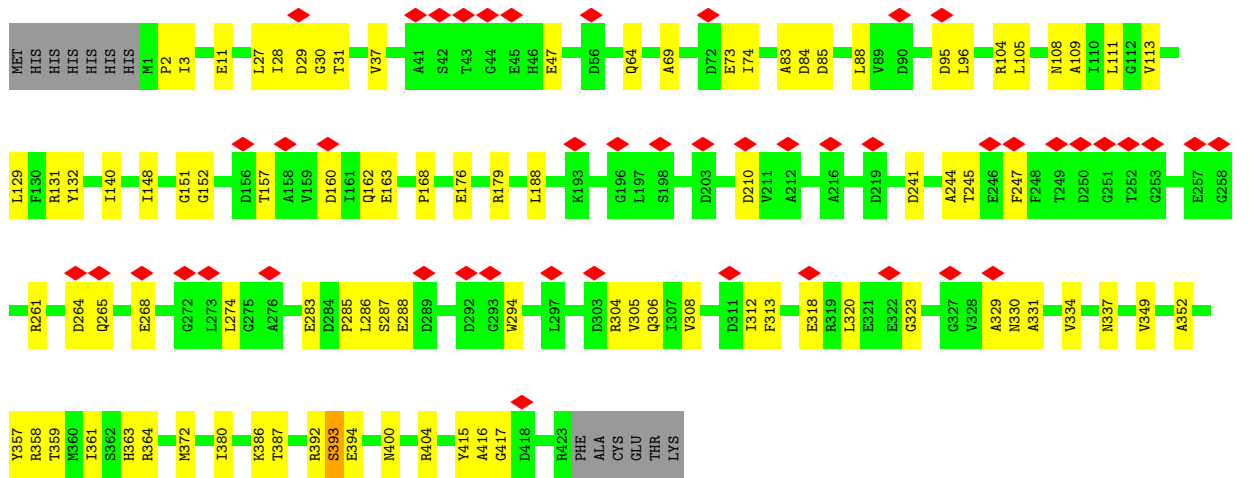 MET HIS HIS HIS HIS HIS HIS M1 P2 I3 E11 L27 I28 D29 G30 T31 V37 A41 S42 T43 G44 E45 H46 E47 D56 Q64 A69 D72 E73 I74 A83 D84 D85 L88 V89 D90 D95 L96 R104 L105 N108 A109 I110 L111 G112 V113
L129 F130 R131 Y132 I140 I148 G151 G152 D156 T157 A158 V159 D160 I161 Q162 E163 P168 E176 R179 L188 K193 G196 L197 S198 D203 D210 V211 A212 A216 D219 D241 A244 T245 E246 F247 F248 T249 D250 G251 T252 G253 E257 G258
R261 D264 Q265 E268 G272 L273 L274 G275 A276 E283 D284 P285 L286 S287 E288 D289 D292 G293 W294 L297 D303 R304 V305 Q306 I307 V308 D311 I312 F313 E318 R319 L320 E321 E322 G323 G327 V328 A329 N330 A331 V334 N337 V349 A352
Y357 R358 T359 M360 I361 S362 H363 R364 M372 I380 K386 T387 R392 S393 E394 N400 R404 Y415 A416 G417 D418 R423 PHE ALA CYS GLU THR LYS